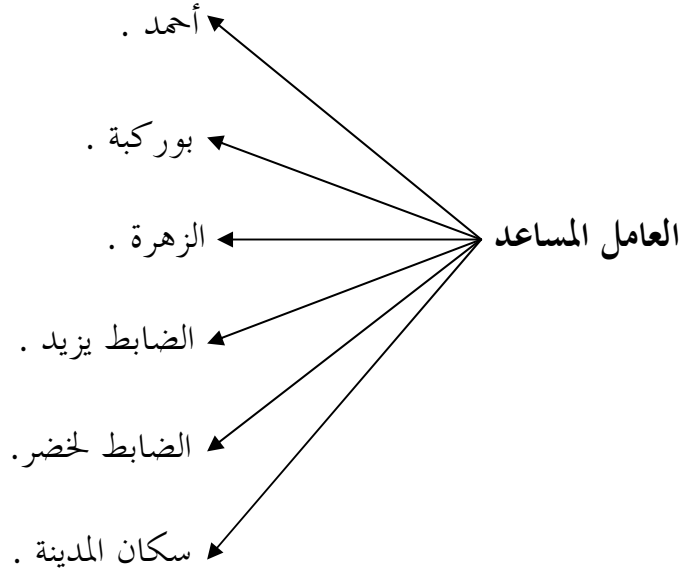 أحمد .
بوركبة .
العامل المساعد
الزهرة .
الضابط يزيد .
الضابط لخضر.
سكان المدينة .